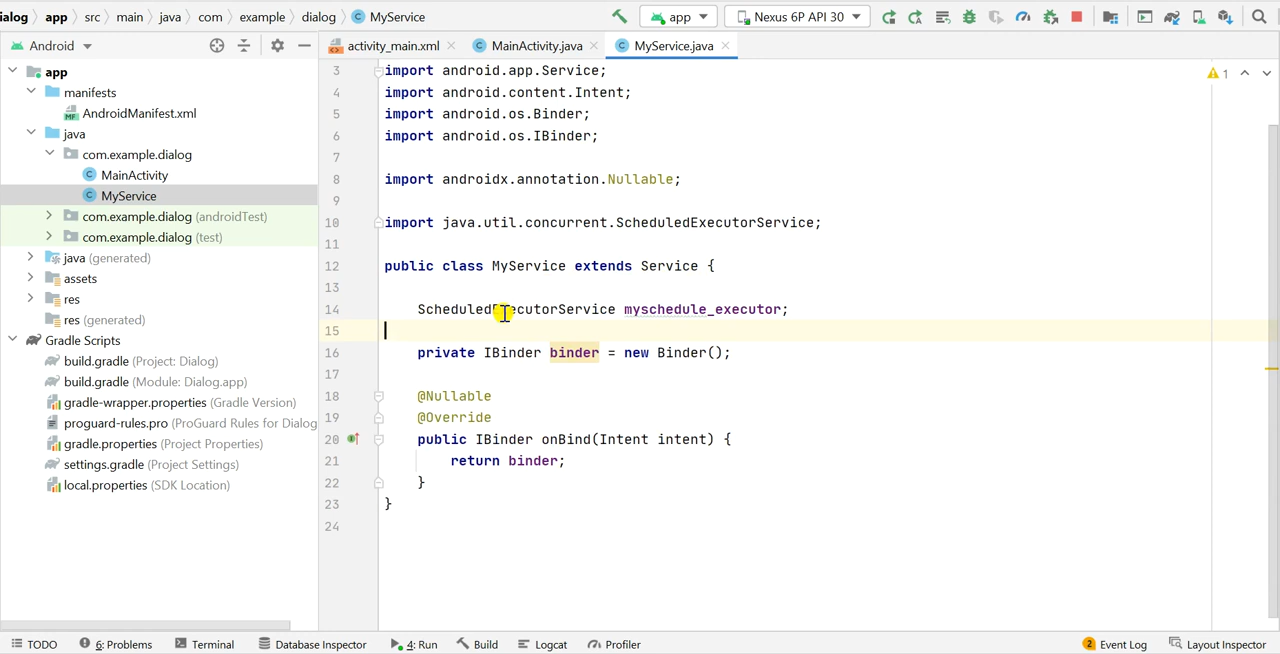 ialog app src main java com example dialog MyService app Nexus 6P API 30
Android activity_main.xml MainActivity.java MyService.java
app
manifests
AndroidManifest.xml
java
com.example.dialog
MainActivity
MyService
com.example.dialog (androidTest)
com.example.dialog (test)
java (generated)
assets
res
res (generated)
Gradle Scripts
build.gradle (Project: Dialog)
build.gradle (Module: Dialog.app)
gradle-wrapper.properties (Gradle Version)
proguard-rules.pro (ProGuard Rules for Dialog
gradle.properties (Project Properties)
settings.gradle (Project Settings)
local.properties (SDK Location)
1
3 import android.app.Service;
4 import android.content.Intent;
5 import android.os.Binder;
6 import android.os.IBinder;
7
8 import androidx.annotation.Nullable;
9
10 import java.util.concurrent.ScheduledExecutorService;
11
12 public class MyService extends Service {
13
14 ScheduledExecutorService myschedule_executor;
15
16 private IBinder binder = new Binder();
17
18 @Nullable
19 @Override
20 public IBinder onBind(Intent intent) {
21 return binder;
22 }
23 }
24
TODO 6: Problems Terminal Database Inspector 4: Run Build Logcat Profiler 2 Event Log Layout Inspector